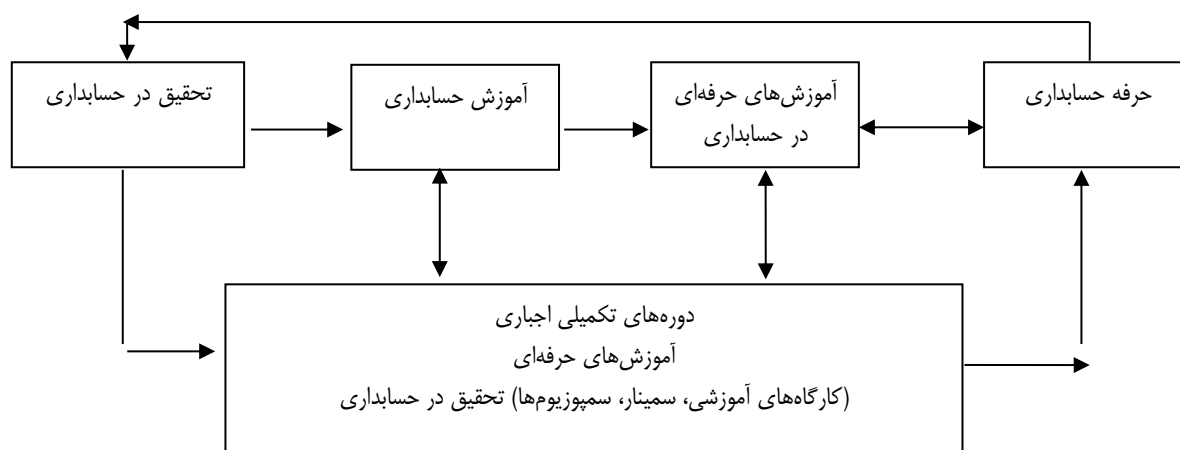 حرفه حسابداری
آموزش‌های حرفه‌ای
در حسابداری
آموزش حسابداری
تحقیق در حسابداری
دوره‌های تکمیلی اجباری
آموزش‌های حرفه‌ای
(کارگاه‌های آموزشی، سمینار، سمپوزیوم‌ها) تحقیق در حسابداری